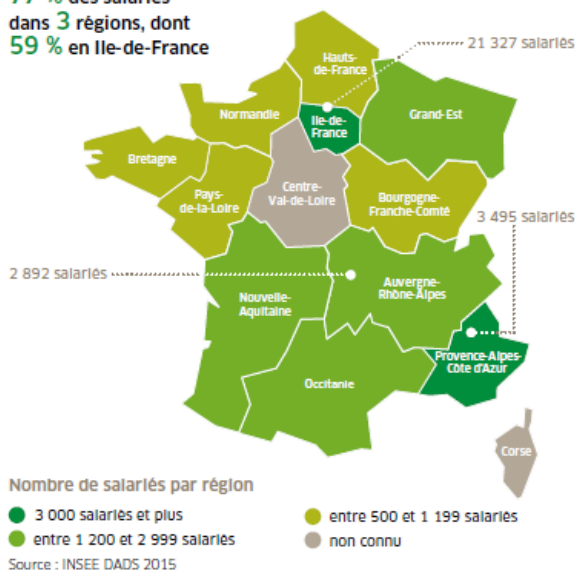 77 % des salariés
dans 3 régions, dont
59 % en Ile-de-France
21 327 salariés
Hauts-
de-France
Normandie
Ile-de-
France
Grand-Est
Bretagne
Pays-
de-la-Loire
Centre-
Val-de-Loire
Bourgogne-
Franche-Comté
3 495 salariés
2 892 salariés
Nouvelle-
Aquitaine
Auvergne-
Rhône-Alpes
Provence-Alpes-
Côte d'Azur
Occitanie
Corse
Nombre de salariés par région
3 000 salariés et plus
entre 1 200 et 2 999 salariés
entre 500 et 1 199 salariés
non connu
Source : INSEE DADS 2015